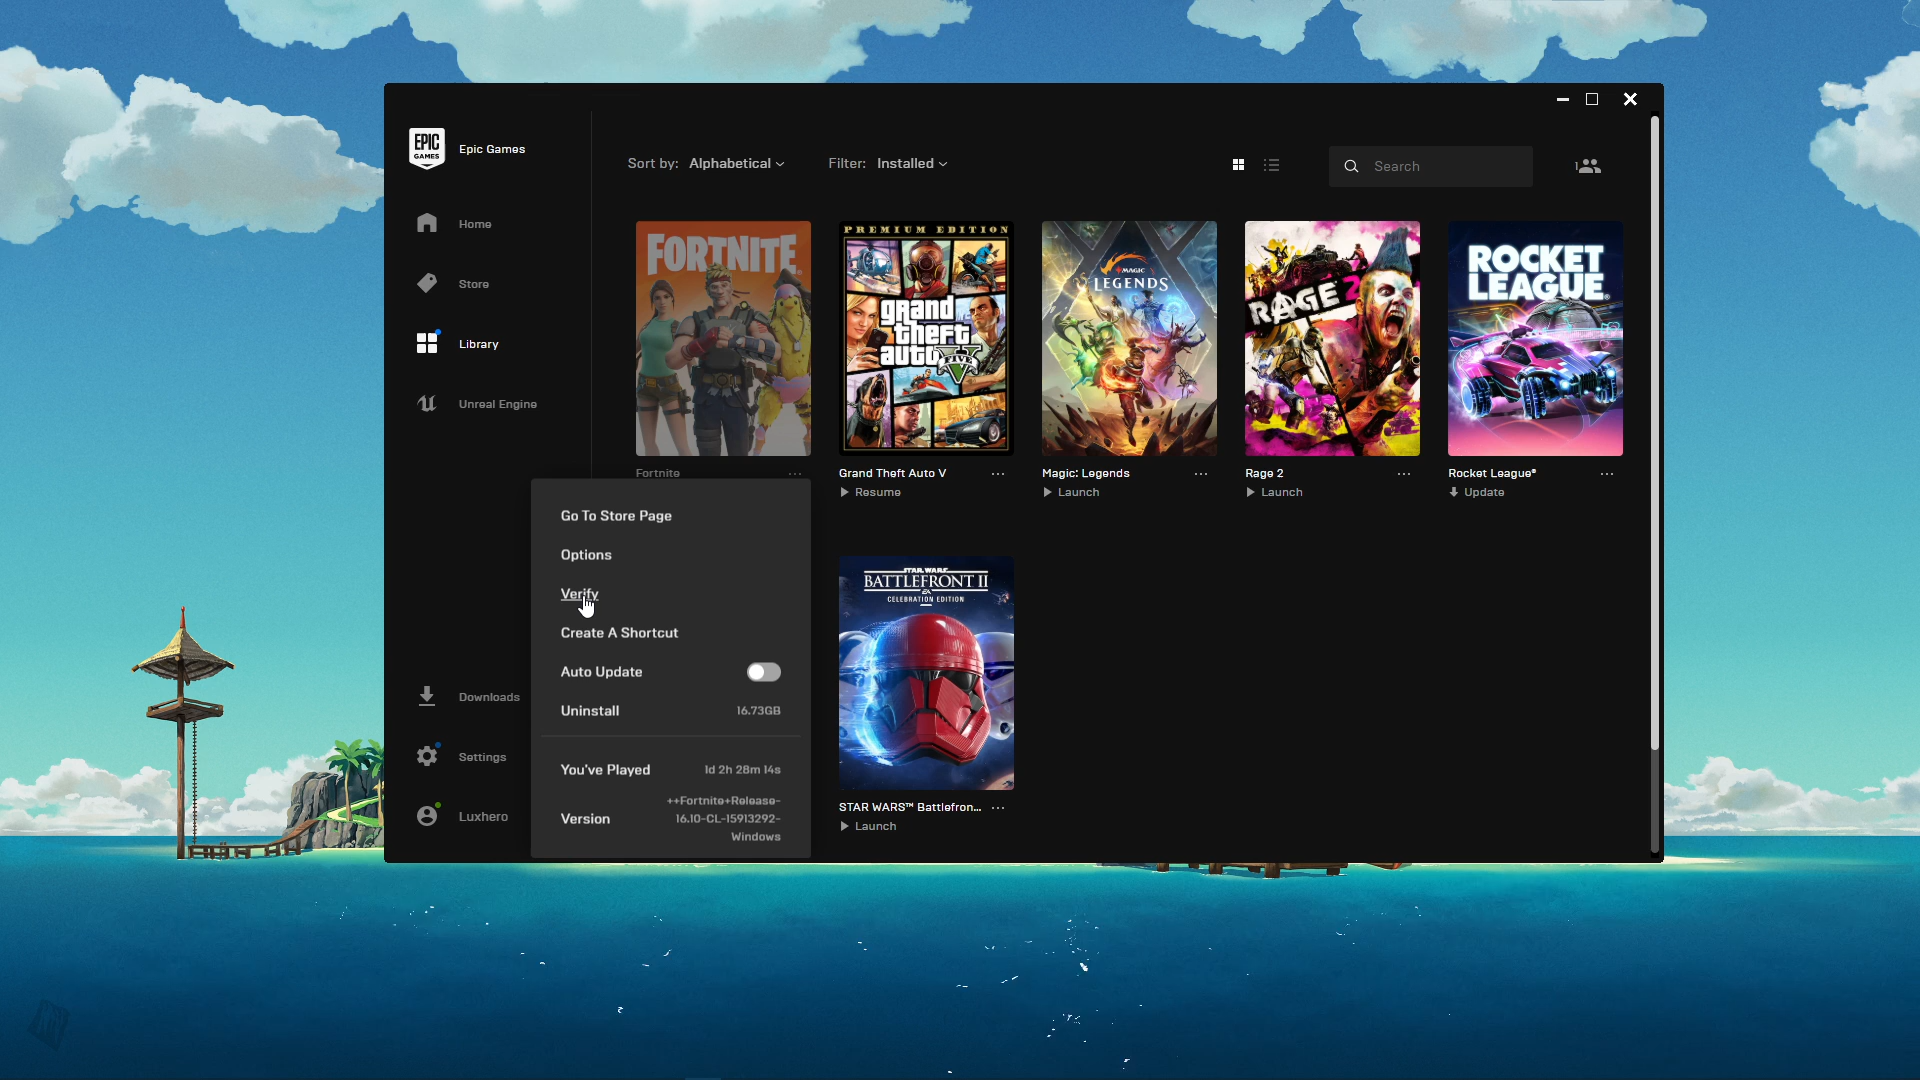 EPIC
GAMES
Epic Games
Home
Store
Library
Unreal Engine
Downloads
Settings
Luxhero
Sort by: Alphabetical
Filter: Installed
Search
1
FORTNITE
PREMIUM EDITION
grand
theft
auto
FIVE
MAGIC
LEGENDS
RAGE 2
ROCKET
LEAGUE®
Fortnite
...
Grand Theft Auto V
...
Resume
Magic: Legends
...
Launch
Rage 2
...
Launch
Rocket League®
...
Update
Go To Store Page
Options
Verify
Create A Shortcut
Auto Update
Uninstall 16.73GB
You've Played 1d 2h 28m 14s
Version
++Fortnite+Release-
16.10-CL-15913292-
Windows
STAR WARS
BATTLEFRONT II
EA
CELEBRATION EDITION
STAR WARS™ Battlefron...
...
Launch